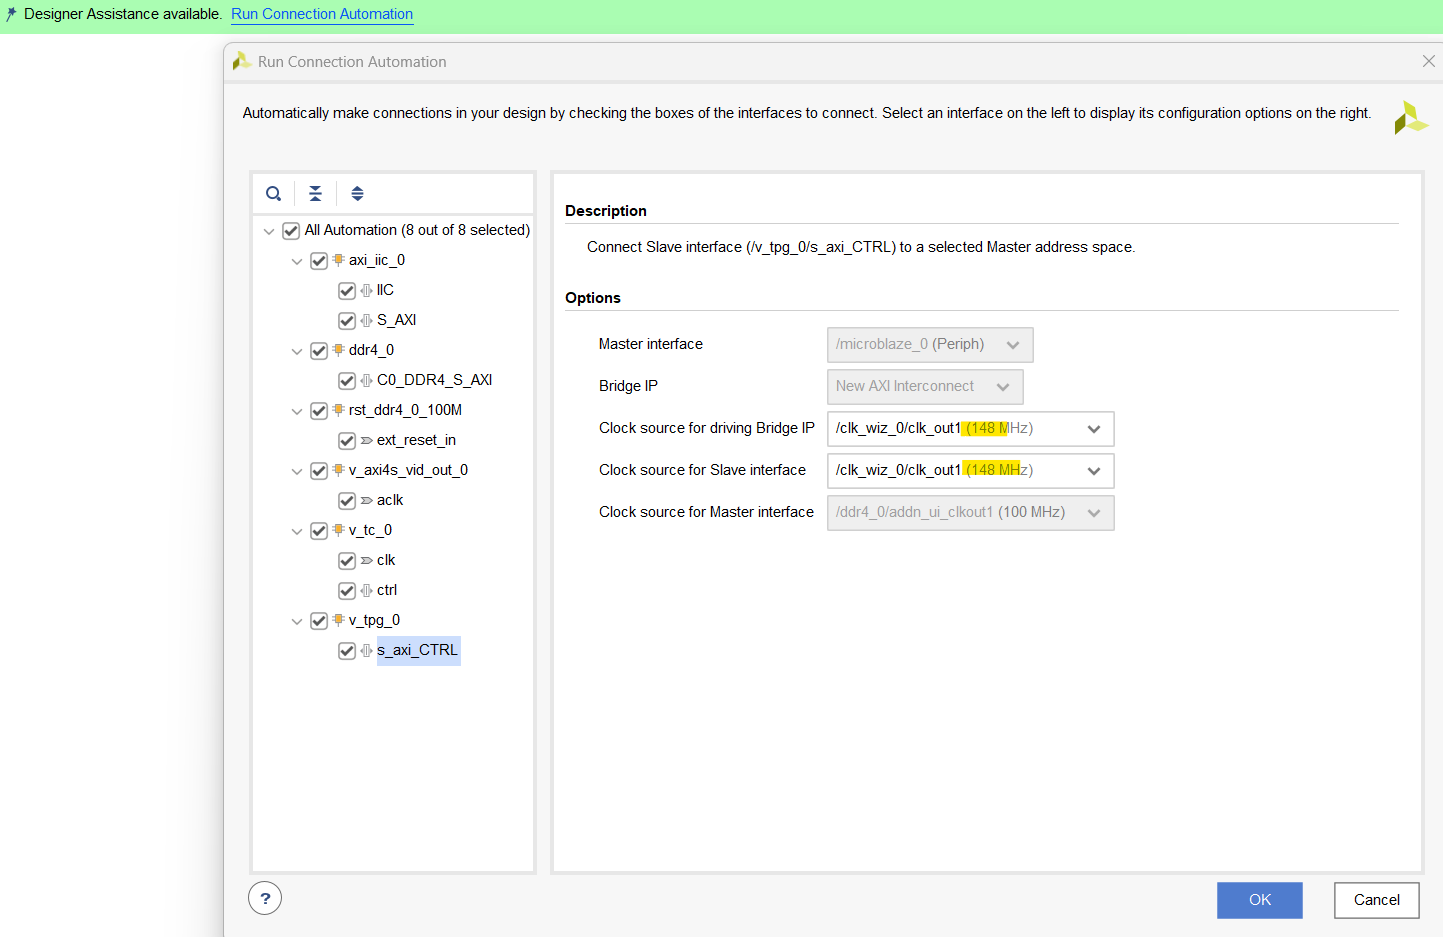 Designer Assistance available. Run Connection Automation
Run Connection Automation
Automatically make connections in your design by checking the boxes of the interfaces to connect. Select an interface on the left to display its configuration options on the right.
All Automation (8 out of 8 selected)
axi_iic_0
IIC
S_AXI
ddr4_0
C0_DDR4_S_AXI
rst_ddr4_0_100M
ext_reset_in
v_axi4s_vid_out_0
aclk
v_tc_0
clk
ctrl
v_tpg_0
s_axi_CTRL
Description
Connect Slave interface (/v_tpg_0/s_axi_CTRL) to a selected Master address space.
Options
Master interface /microblaze_0 (Periph)
Bridge IP New AXI Interconnect
Clock source for driving Bridge IP /clk_wiz_0/clk_out1 (148 MHz)
Clock source for Slave interface /clk_wiz_0/clk_out1 (148 MHz)
Clock source for Master interface /ddr4_0/addn_ui_clkout1 (100 MHz)
? OK Cancel